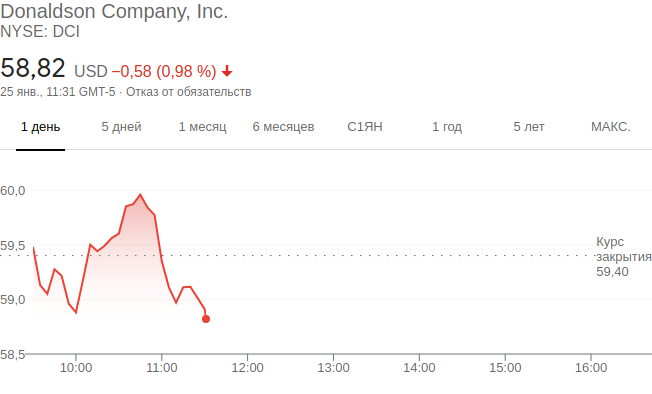 Donaldson Company, Inc.
NYSE: DCI
58,82 USD −0,58 (0,98 %)
25 янв., 11:31 GMT-5 · Отказ от обязательств
1 день 5 дней 1 месяц 6 месяцев С1ЯН 1 год 5 лет МАКС.
60,0
59,5
Курс
закрытия
59,40
59,0
58,5
10:00 11:00 12:00 13:00 14:00 15:00 16:00